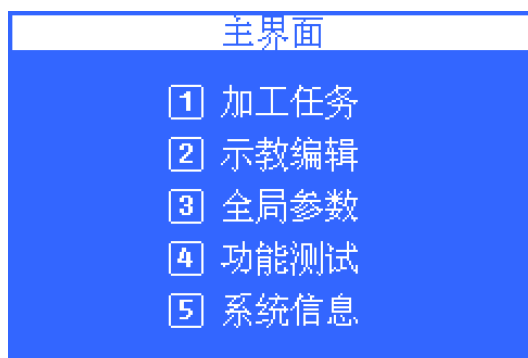 主界面
1 加工任务
2 示教编辑
3 全局参数
4 功能测试
5 系统信息